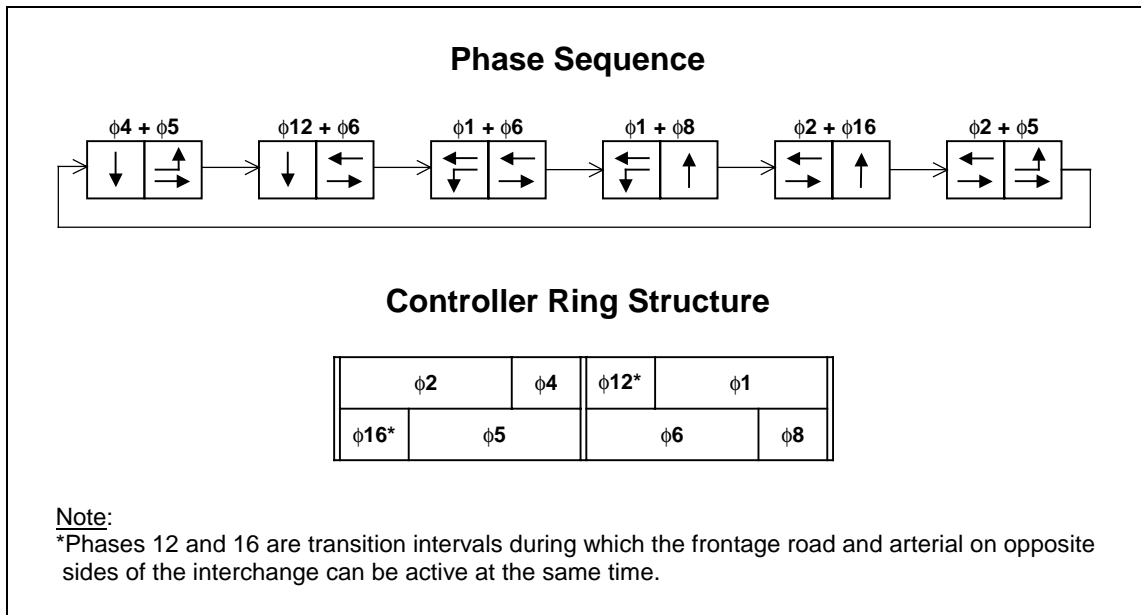 Phase Sequence
ϕ4 + ϕ5 ϕ12 + ϕ6 ϕ1 + ϕ6 ϕ1 + ϕ8 ϕ2 + ϕ16 ϕ2 + ϕ5
Controller Ring Structure
ϕ2 ϕ4 ϕ12* ϕ1
ϕ16* ϕ5 ϕ6 ϕ8
Note:
*Phases 12 and 16 are transition intervals during which the frontage road and arterial on opposite
sides of the interchange can be active at the same time.